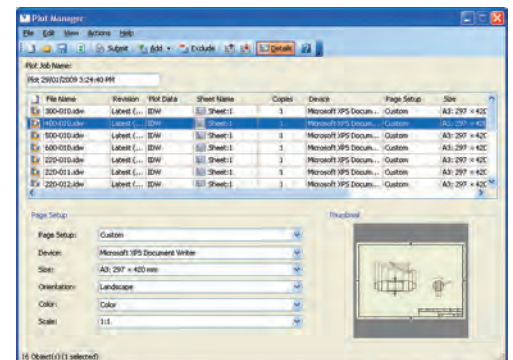 Plot Manager
File Edit View Actions Help
Submit Add Exclude Details
Plot Job Name:
Plot 29/01/2009 3:24:40 PM
File Name Revision Plot Data Sheet Name Copies Device Page Setup Size
300-010.idw Latest (... IDW Sheet:1 1 Microsoft XPS Docum... Custom A3: 297 × 420
400-010.idw Latest (... IDW Sheet:1 1 Microsoft XPS Docum... Custom A3: 297 × 420
500-010.idw Latest (... IDW Sheet:1 1 Microsoft XPS Docum... Custom A3: 297 × 420
600-010.idw Latest (... IDW Sheet:1 1 Microsoft XPS Docum... Custom A3: 297 × 420
220-010.idw Latest (... IDW Sheet:1 1 Microsoft XPS Docum... Custom A3: 297 × 420
220-011.idw Latest (... IDW Sheet:1 1 Microsoft XPS Docum... Custom A3: 297 × 420
220-012.idw Latest (... IDW Sheet:1 1 Microsoft XPS Docum... Custom A3: 297 × 420
Page Setup Thumbnail
Page Setup: Custom
Device: Microsoft XPS Document Writer
Size: A3: 297 × 420 mm
Orientation: Landscape
Color: Color
Scale: 1:1
16 Object(s) (1 selected)